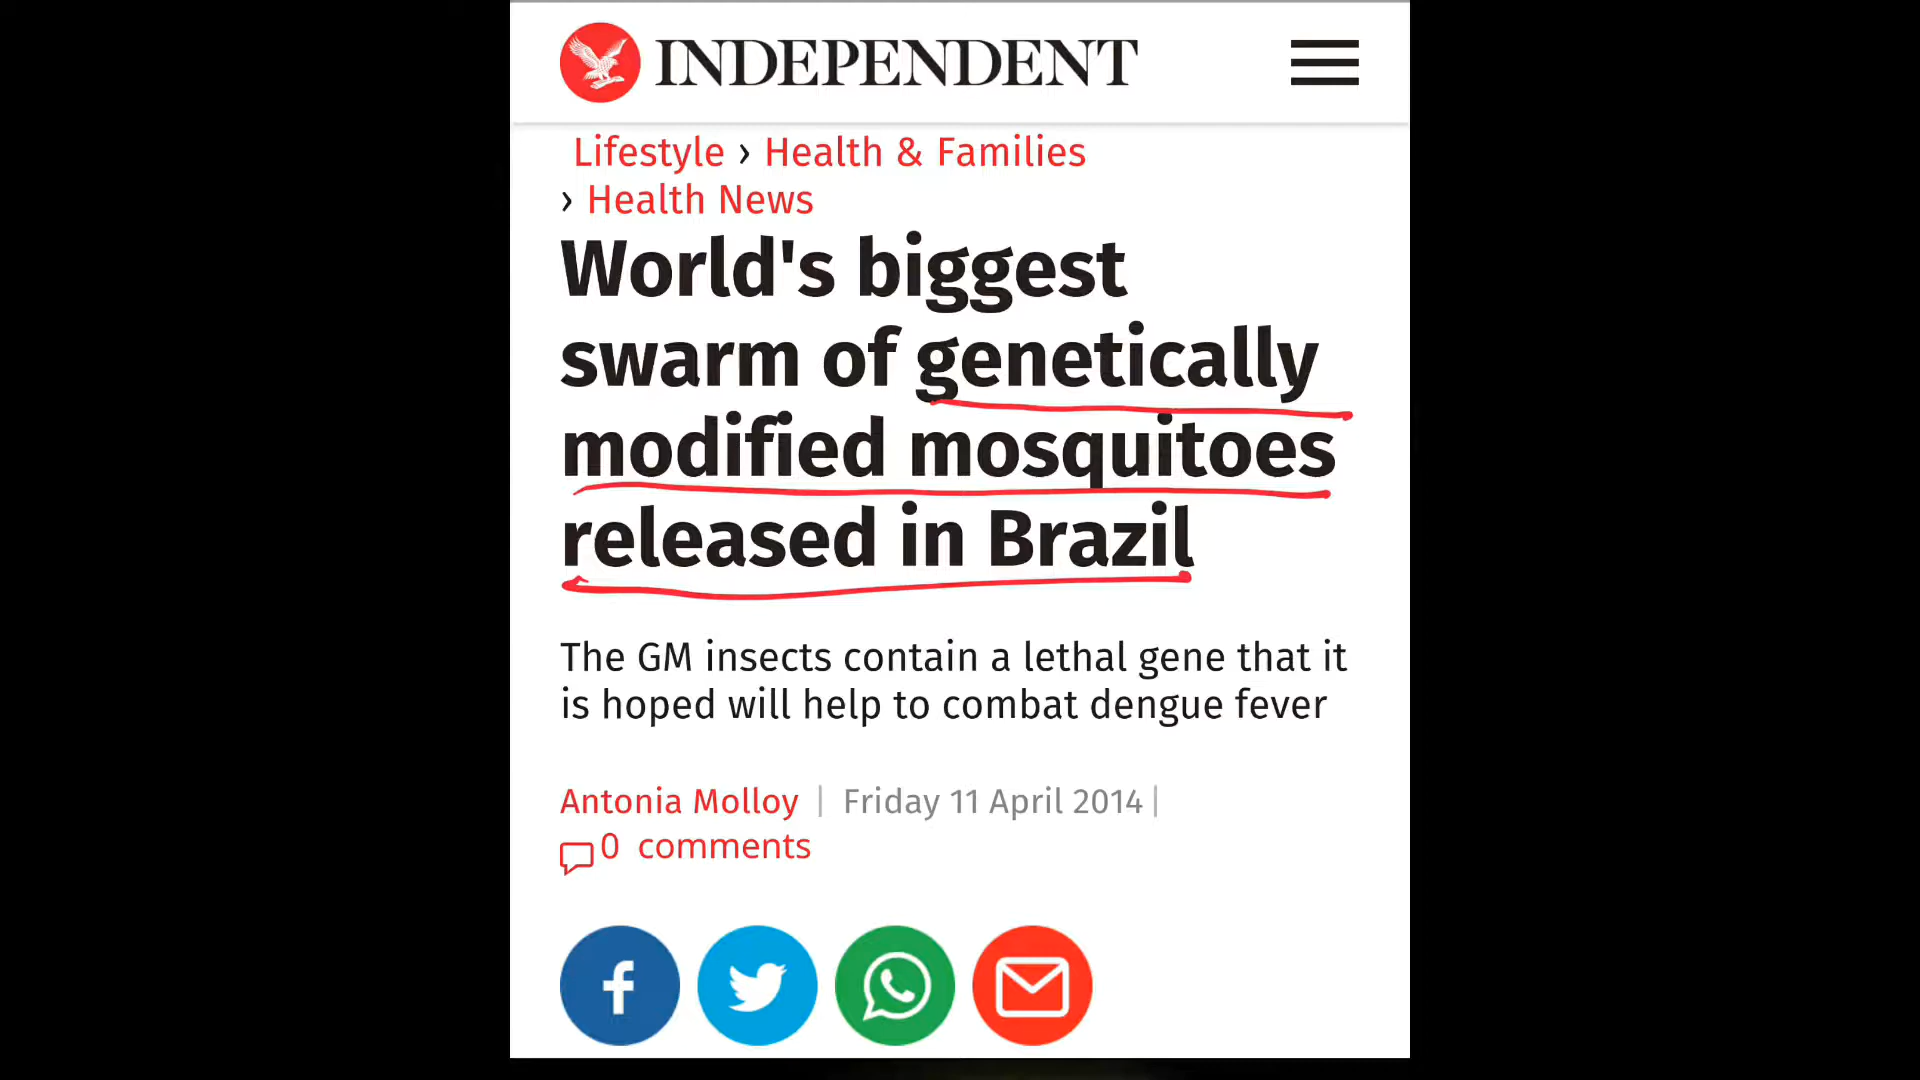 INDEPENDENT
Lifestyle › Health & Families
› Health News
World's biggest
swarm of genetically
modified mosquitoes
released in Brazil
The GM insects contain a lethal gene that it
is hoped will help to combat dengue fever
Antonia Molloy | Friday 11 April 2014 |
0 comments